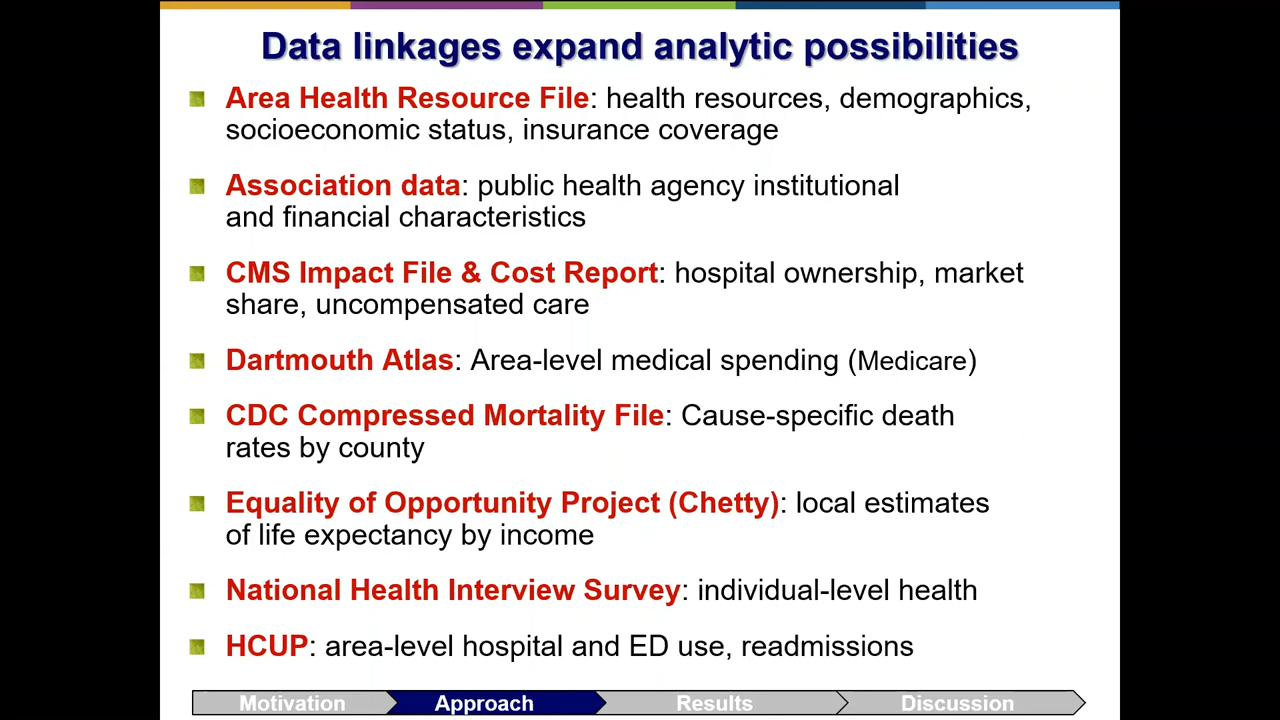 Data linkages expand analytic possibilities
Area Health Resource File: health resources, demographics,
socioeconomic status, insurance coverage
Association data: public health agency institutional
and financial characteristics
CMS Impact File & Cost Report: hospital ownership, market
share, uncompensated care
Dartmouth Atlas: Area-level medical spending (Medicare)
CDC Compressed Mortality File: Cause-specific death
rates by county
Equality of Opportunity Project (Chetty): local estimates
of life expectancy by income
National Health Interview Survey: individual-level health
HCUP: area-level hospital and ED use, readmissions
Motivation Approach Results Discussion